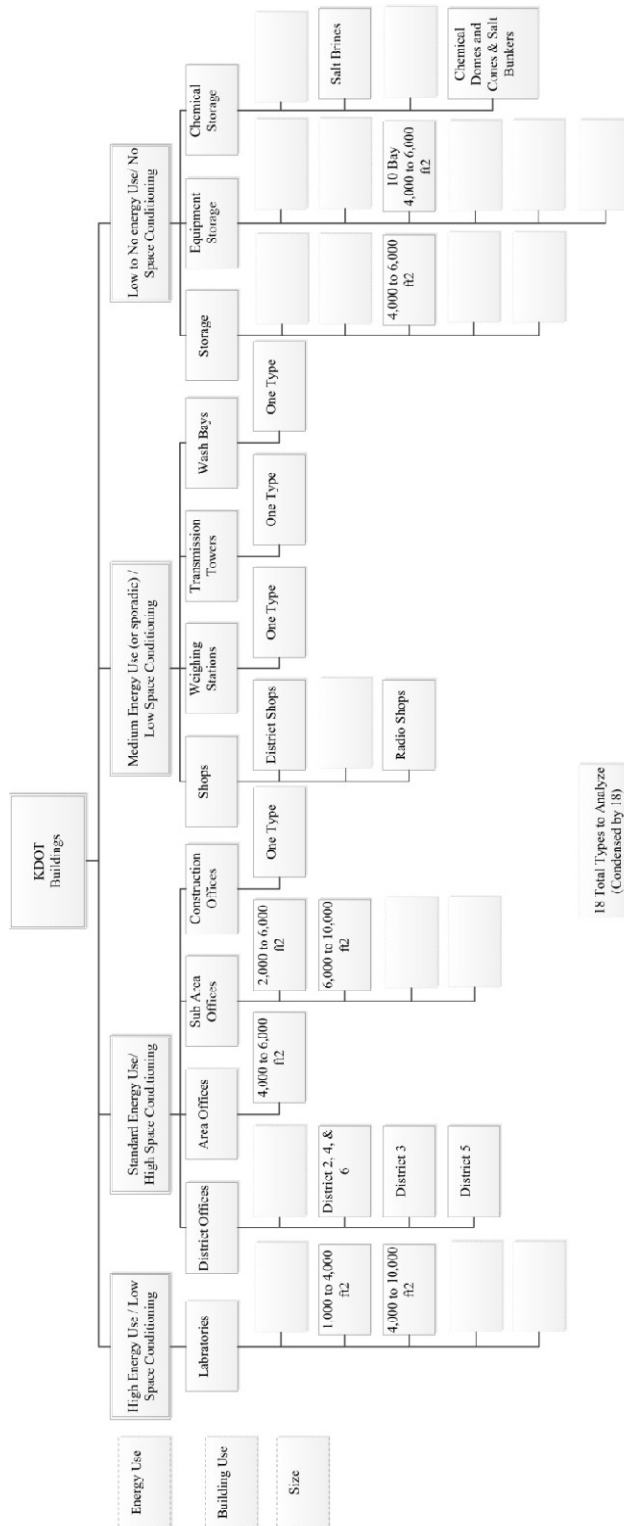 KDOT
Buildings
Energy Use
High Energy Use / Low
Space Conditioning
Standard Energy Use/
High Space Conditioning
Medium Energy Use (or sporadic) /
Low Space Conditioning
Low to No energy Use/ No
Space Conditioning
Building Use
Labratories
District Offices
Area Offices
Sub Area
Offices
Construction
Offices
Shops
Weighing
Stations
Transmission
Towers
Wash Bays
Storage
Equipment
Storage
Chemical
Storage
Size
4,000 to 6,000
ft2
2,000 to 6,000
ft2
One Type
District Shops
One Type
One Type
One Type
1,000 to 4,000
ft2
District 2, 4, &
6
6,000 to 10,000
ft2
Salt Brines
4,000 to 10,000
ft2
District 3
Radio Shops
4,000 to 6,000
ft2
10 Bay
4,000 to 6,000
ft2
District 5
Chemical
Domes and
Cones & Salt
Bunkers
18 Total Types to Analyze
(Condensed by 18)